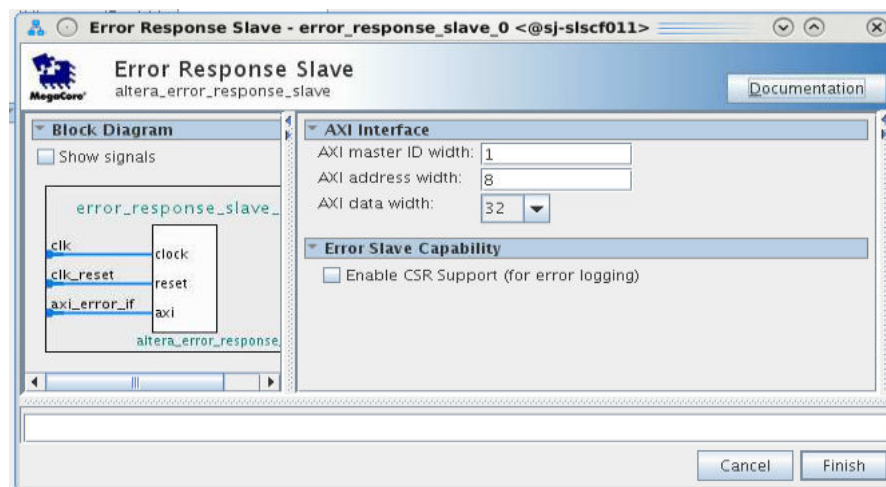 Error Response Slave - error_response_slave_0 <@sj-slscf011>
Error Response Slave
altera_error_response_slave
MegaCore®
Documentation
Block Diagram
Show signals
error_response_slave_
clk
clock
clk_reset
reset
axi_error_if
axi
altera_error_response_
AXI Interface
AXI master ID width: 1
AXI address width: 8
AXI data width: 32
Error Slave Capability
Enable CSR Support (for error logging)
Cancel
Finish